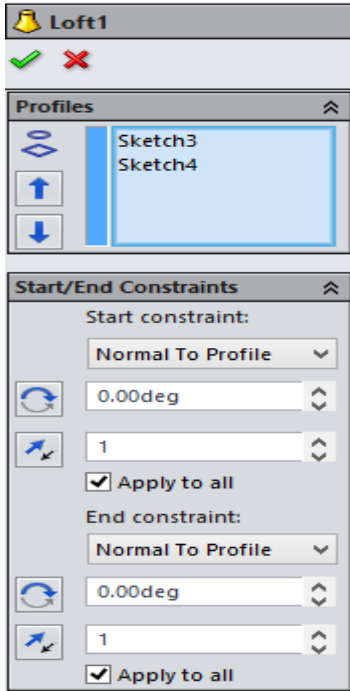 Loft1
Profiles
Sketch3
Sketch4
Start/End Constraints
Start constraint:
Normal To Profile
0.00deg
1
Apply to all
End constraint:
Normal To Profile
0.00deg
1
Apply to all